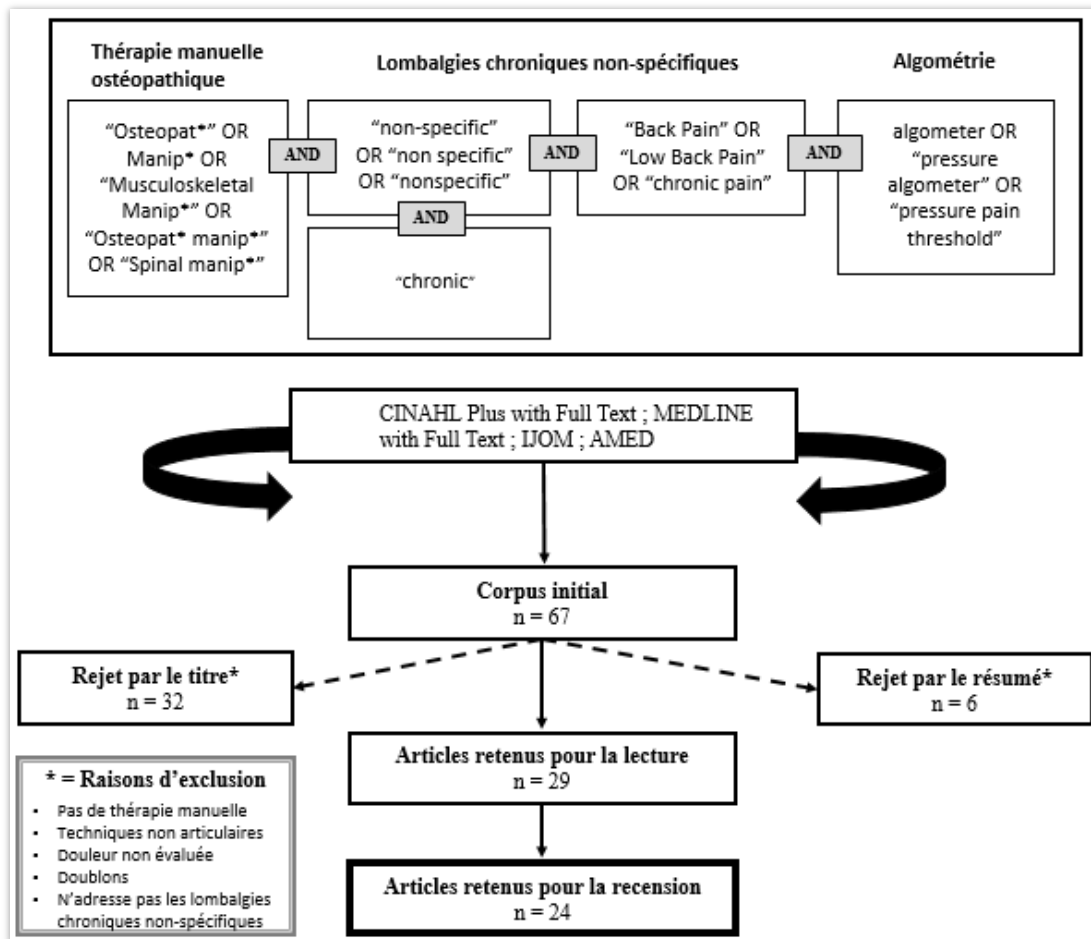 Thérapie manuelle
ostéopathique
Lombalgies chroniques non-spécifiques
Algométrie
“Osteopat*” OR
Manip* OR
“Musculoskeletal
Manip*” OR
“Osteopat* manip*”
OR “Spinal manip*”
AND
“non-specific”
OR “non specific”
OR “nonspecific”
AND
“chronic”
AND
“Back Pain” OR
“Low Back Pain”
OR “chronic pain”
AND
algometer OR
“pressure
algometer” OR
“pressure pain
threshold”
CINAHL Plus with Full Text ; MEDLINE
with Full Text ; IJOM ; AMED
Corpus initial
n = 67
Rejet par le titre*
n = 32
Rejet par le résumé*
n = 6
Articles retenus pour la lecture
n = 29
* = Raisons d’exclusion
▪ Pas de thérapie manuelle
▪ Techniques non articulaires
▪ Douleur non évaluée
▪ Doublons
▪ N’adresse pas les lombalgies
chroniques non-spécifiques
Articles retenus pour la recension
n = 24